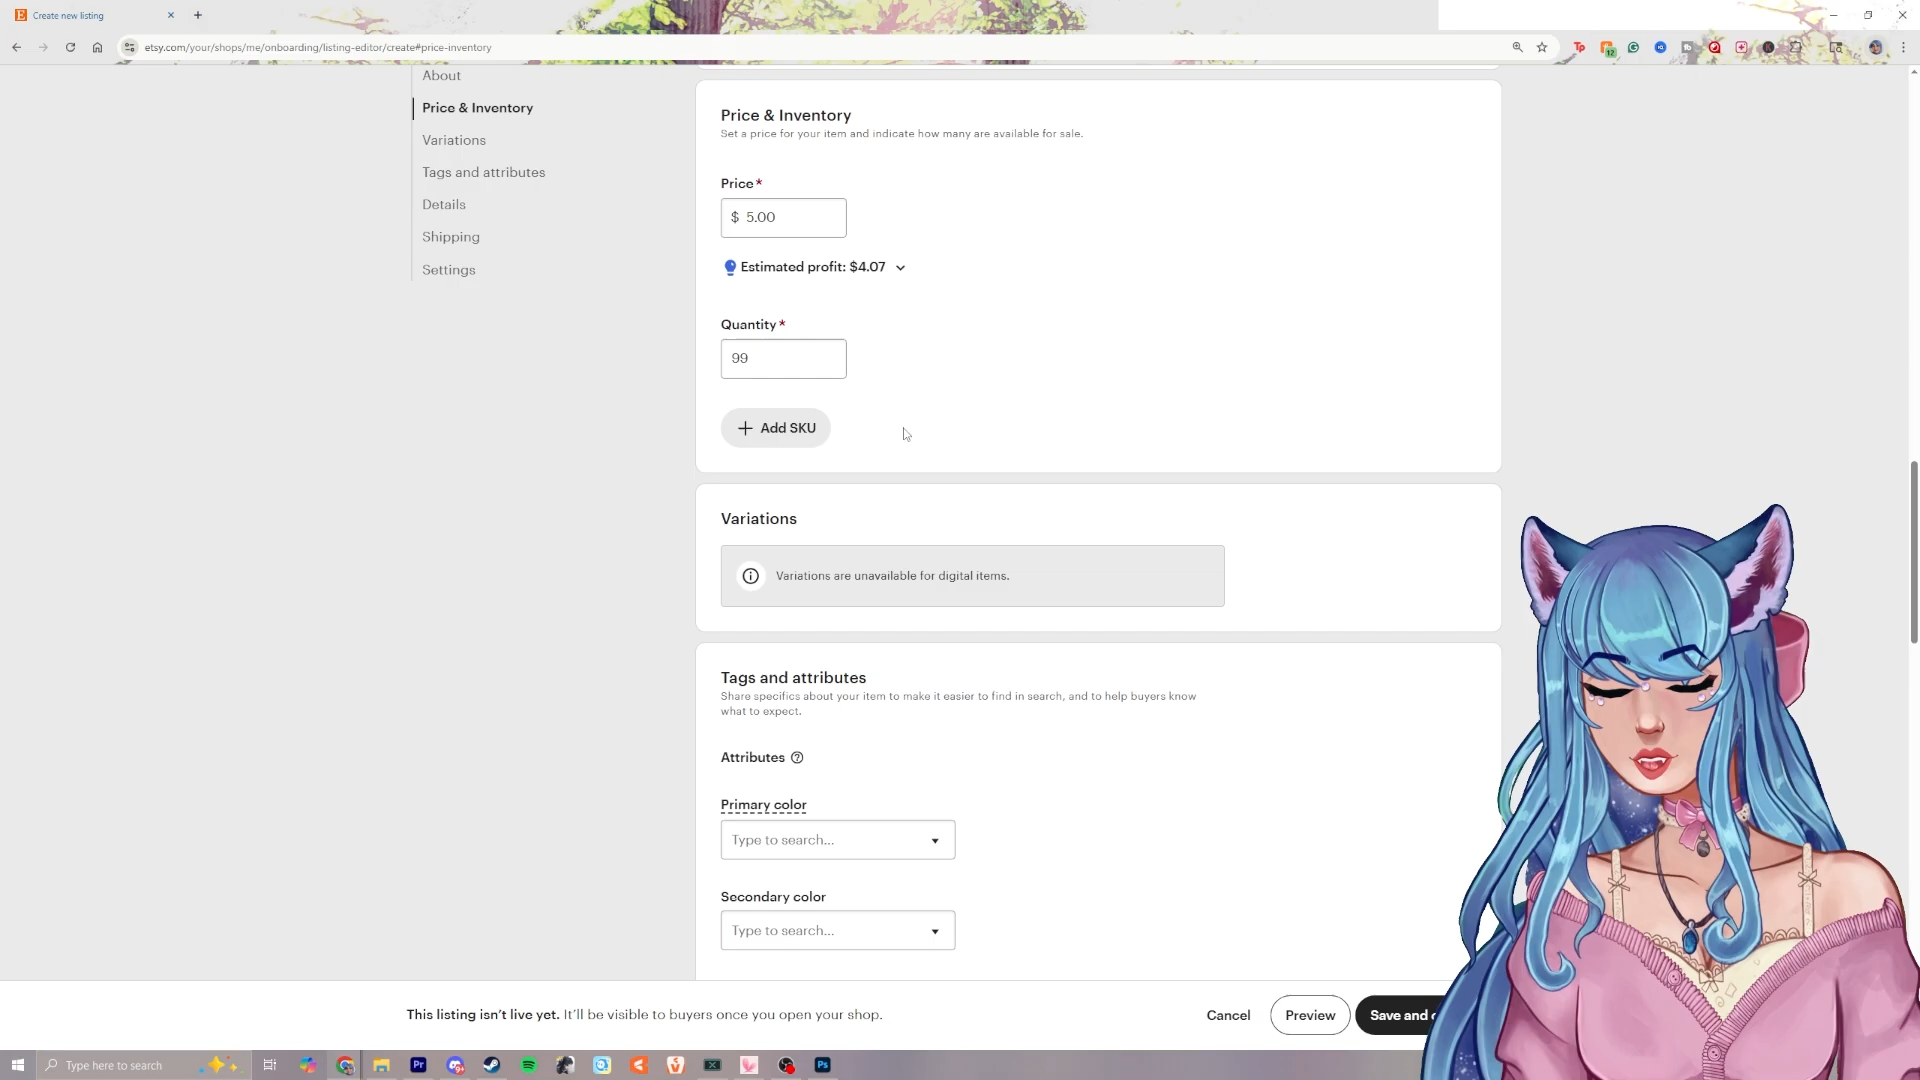 Create new listing
etsy.com/your/shops/me/onboarding/listing-editor/create#price-inventory
About
Price & Inventory
Variations
Tags and attributes
Details
Shipping
Settings
Price & Inventory
Set a price for your item and indicate how many are available for sale.
Price*
$ 5.00
Estimated profit: $4.07
Quantity*
99
+ Add SKU
Variations
Variations are unavailable for digital items.
Tags and attributes
Share specifics about your item to make it easier to find in search, and to help buyers know
what to expect.
Attributes
Primary color
Type to search...
Secondary color
Type to search...
This listing isn't live yet. It'll be visible to buyers once you open your shop.
Cancel
Preview
Save and
Type here to search